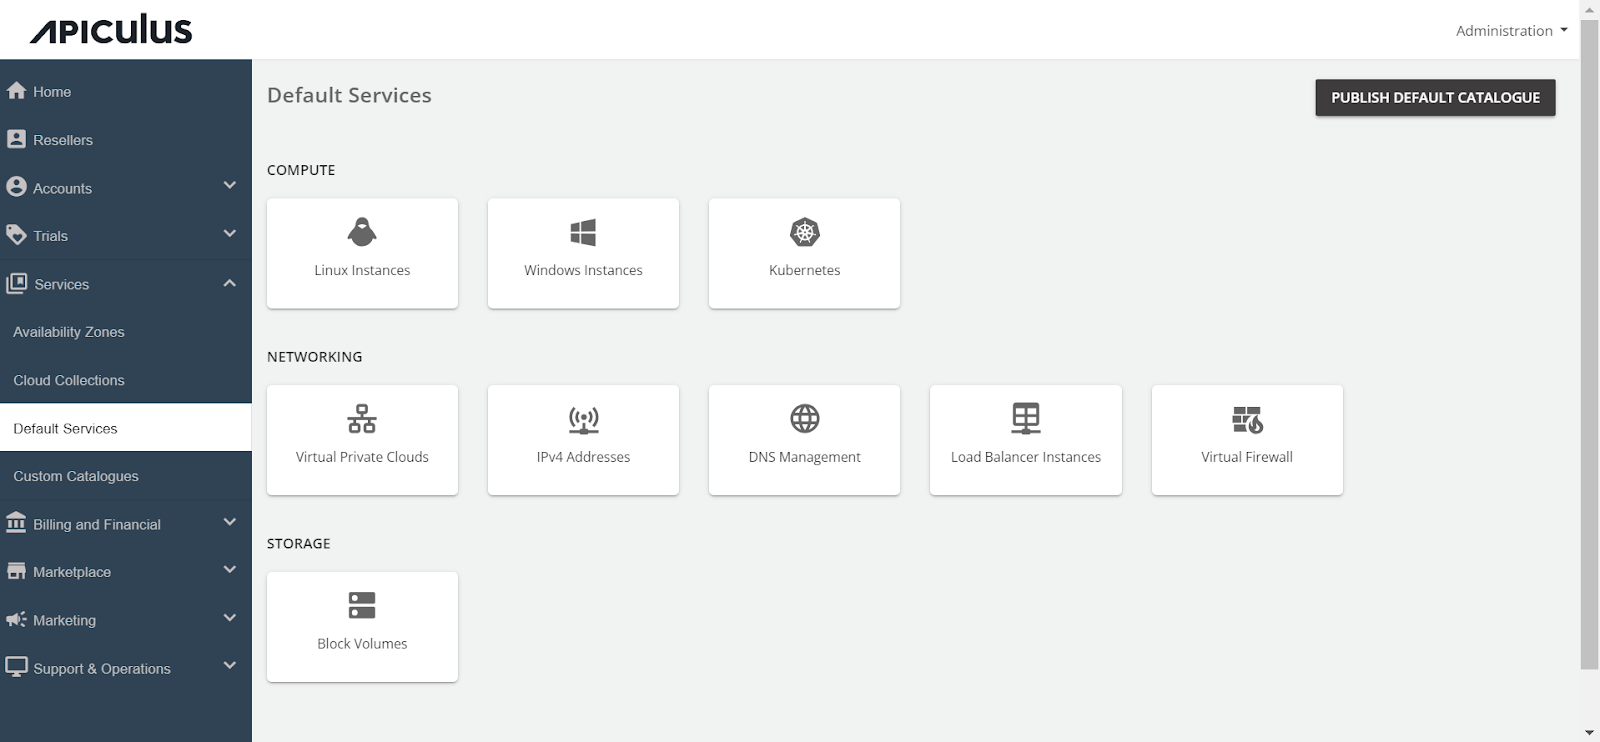 APICULUS
Administration
Home
Resellers
Accounts
Trials
Services
Availability Zones
Cloud Collections
Default Services
Custom Catalogues
Billing and Financial
Marketplace
Marketing
Support & Operations
Default Services
PUBLISH DEFAULT CATALOGUE
COMPUTE
Linux Instances
Windows Instances
Kubernetes
NETWORKING
Virtual Private Clouds
IPv4 Addresses
DNS Management
Load Balancer Instances
Virtual Firewall
STORAGE
Block Volumes